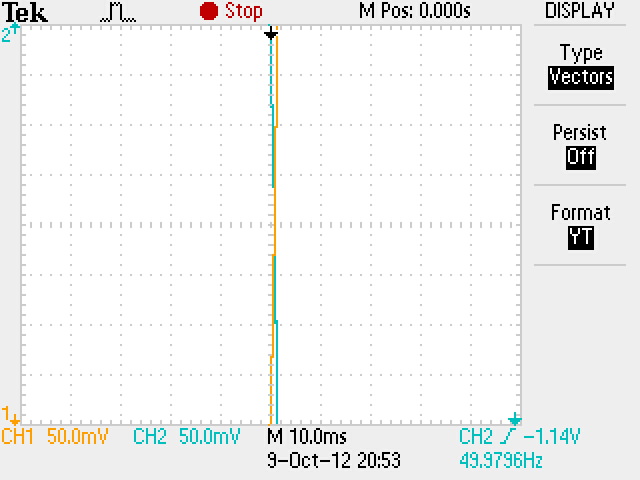 Tek Stop M Pos: 0.000s DISPLAY
2
Type
Vectors
Persist
Off
Format
YT
1
CH1 50.0mV CH2 50.0mV M 10.0ms CH2 -1.14V
9-Oct-12 20:53 49.9796Hz